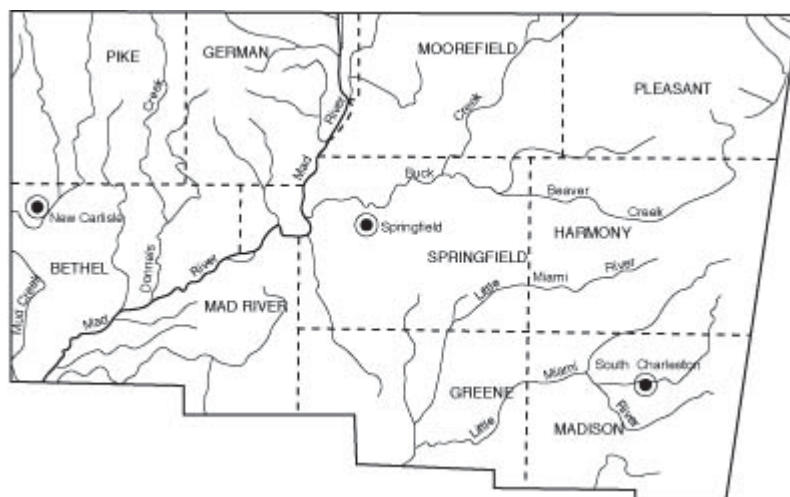 PIKE
GERMAN
MOOREFIELD
PLEASANT
Creek
River
Creek
Mad
Buck
Beaver
Creek
New Carlisle
Springfield
HARMONY
BETHEL
Donnels
River
SPRINGFIELD
Mud Creek
MAD RIVER
Little
Miami
River
Mad
South Charleston
Miami
GREENE
Little
River
MADISON